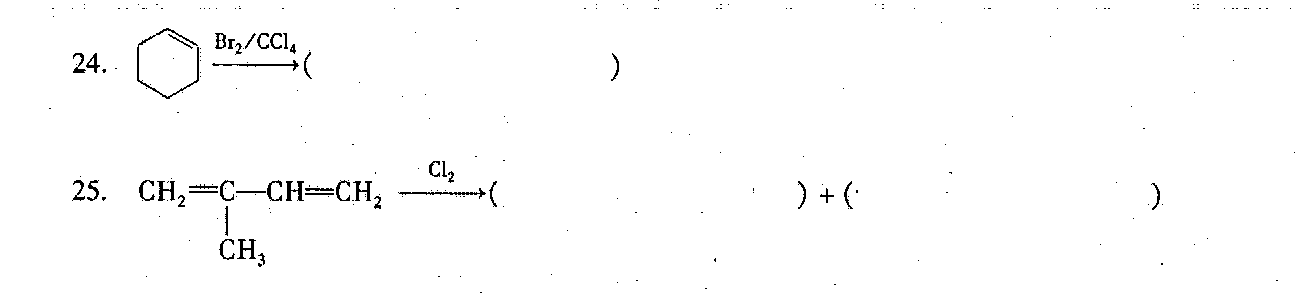 24. Br₂/CCl₄ ( )
25. CH₂=C—CH=CH₂ Cl₂ ( ) + ( )
CH₃